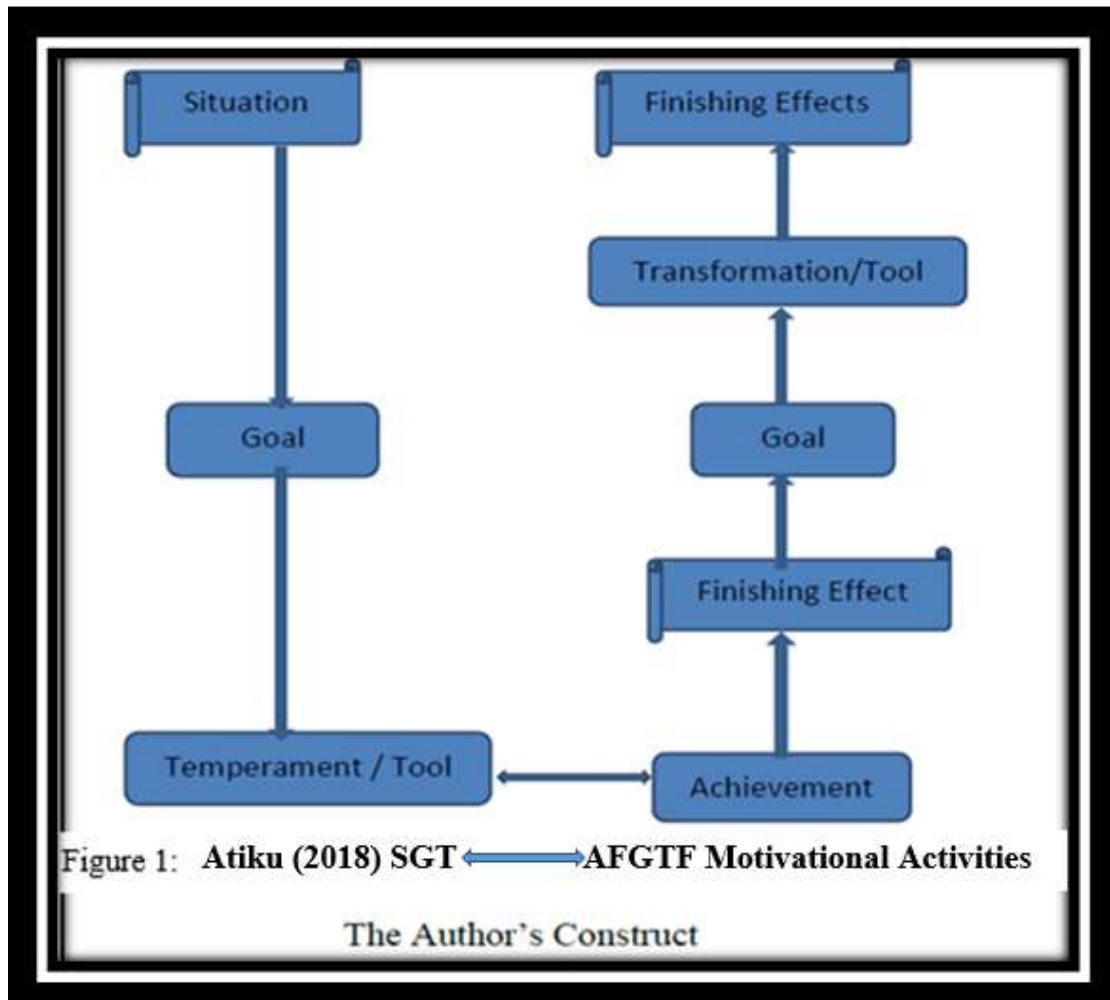 Situation
Goal
Temperament / Tool
Finishing Effects
Transformation/Tool
Goal
Finishing Effect
Achievement
Figure 1: Atiku (2018) SGT AFGTF Motivational Activities
The Author's Construct